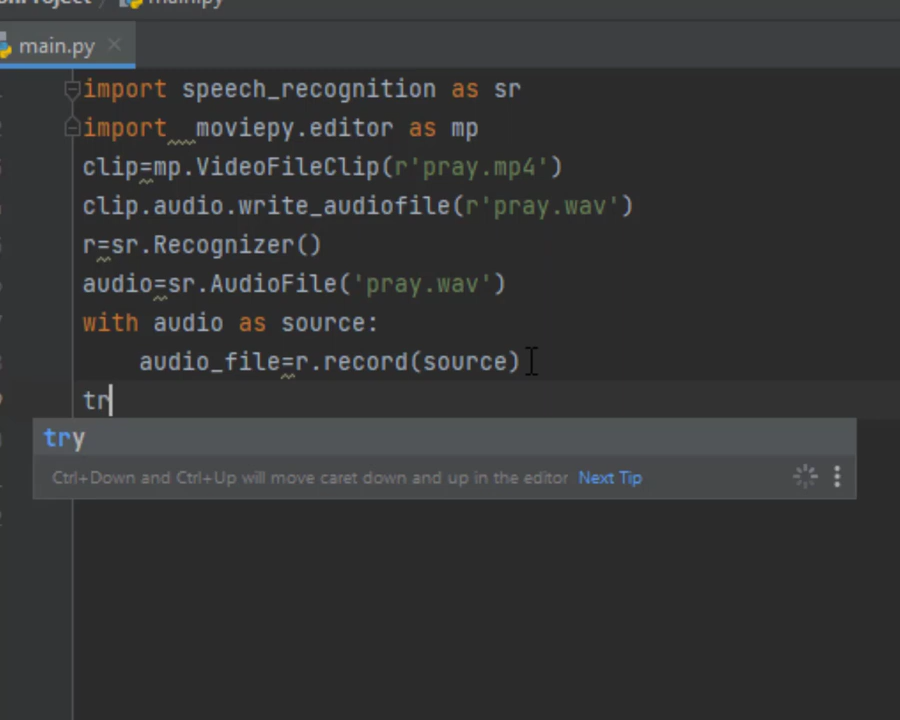 main.py
main.py
import speech_recognition as sr
import  moviepy.editor as mp
clip=mp.VideoFileClip(r'pray.mp4')
clip.audio.write_audiofile(r'pray.wav')
r=sr.Recognizer()
audio=sr.AudioFile('pray.wav')
with audio as source:
    audio_file=r.record(source)
tr
try
Ctrl+Down and Ctrl+Up will move caret down and up in the editor Next Tip